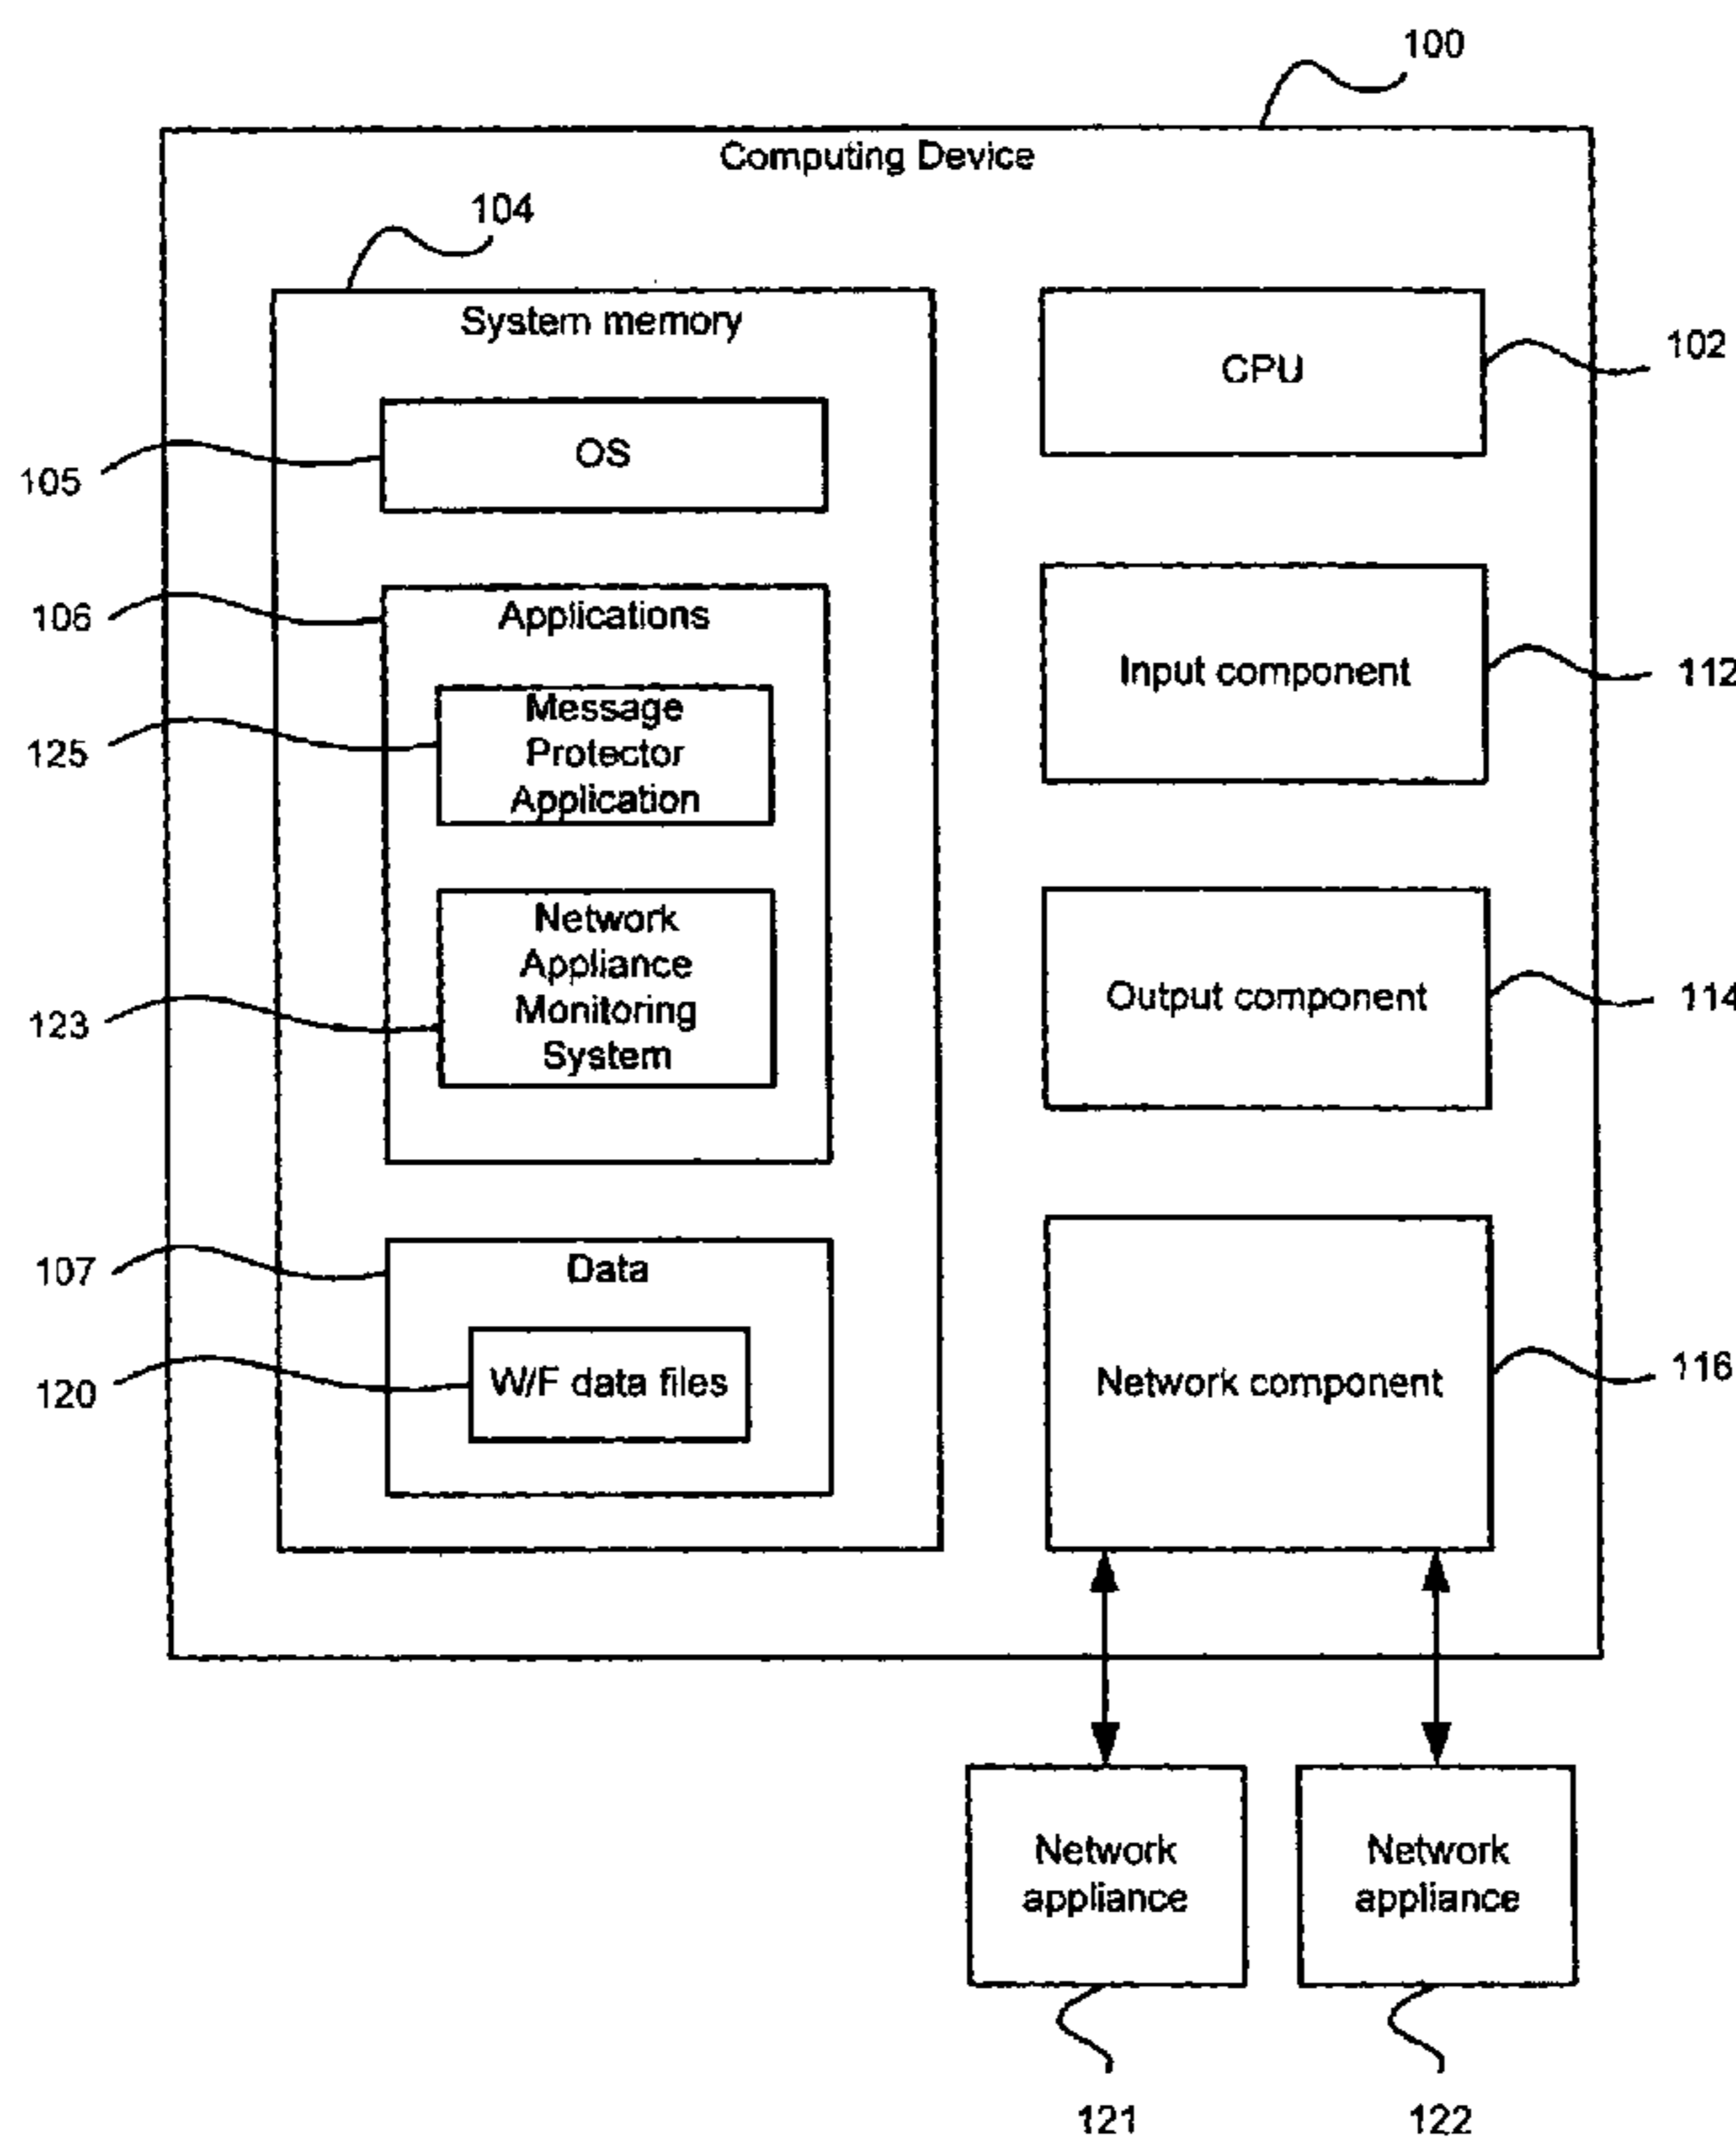 100
Computing Device
104
System memory
CPU
102
OS
105
106
Applications
Input component
112
Message
Protector
Application
125
Network
Appliance
Monitoring
System
123
Output component
114
107
Data
W/F data files
120
Network component
116
Network
appliance
Network
appliance
121
122